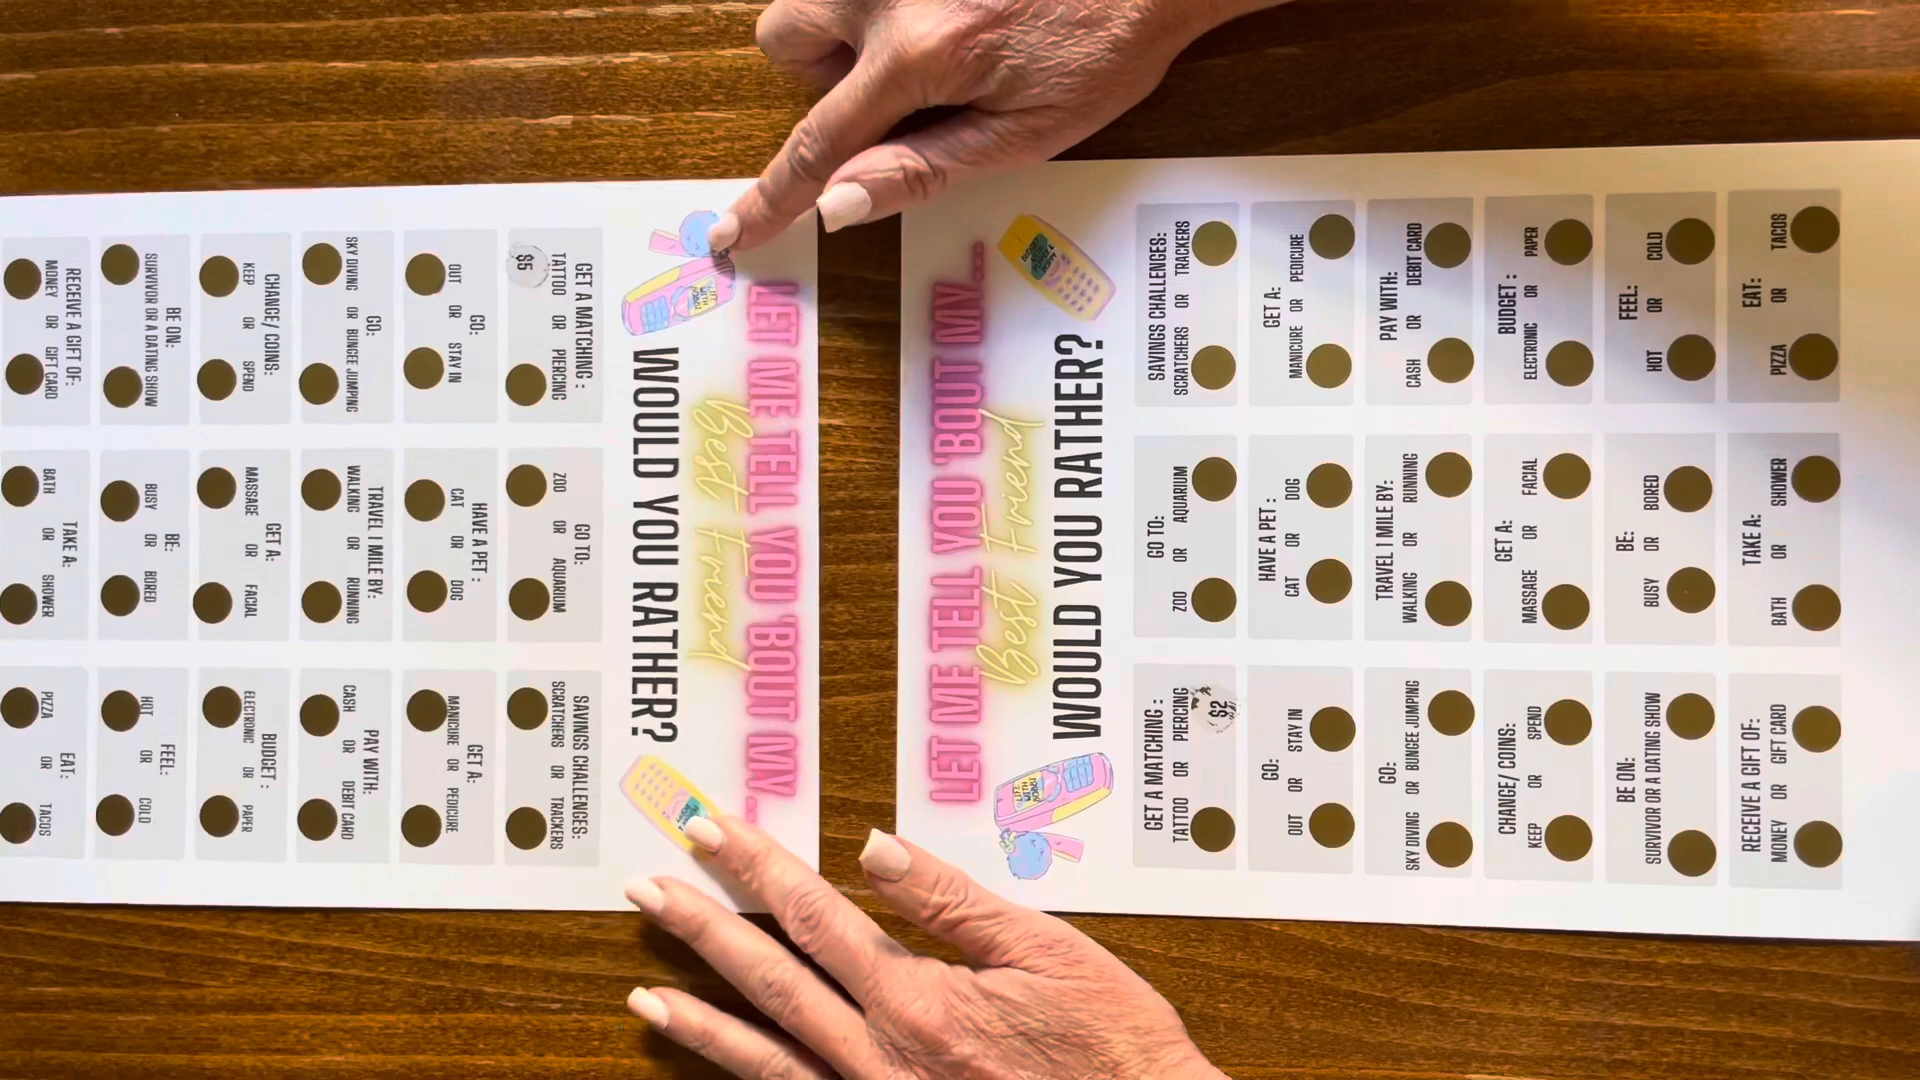 LET ME TELL YOU 'BOUT MY...
Best Friend
WOULD YOU RATHER?
LIFE
WITH
BOBBI
GET A MATCHING :
TATTOO OR PIERCING
$5
GO TO:
ZOO OR AQUARIUM
SAVINGS CHALLENGES:
SCRATCHERS OR TRACKERS
GO:
OUT OR STAY IN
HAVE A PET :
CAT OR DOG
GET A:
MANICURE OR PEDICURE
GO:
SKY DIVING OR BUNGEE JUMPING
TRAVEL 1 MILE BY:
WALKING OR RUNNING
PAY WITH:
CASH OR DEBIT CARD
CHANGE/ COINS:
KEEP OR SPEND
GET A:
MASSAGE OR FACIAL
BUDGET :
ELECTRONIC OR PAPER
BE ON:
SURVIVOR OR A DATING SHOW
BE:
BUSY OR BORED
FEEL:
HOT OR COLD
RECEIVE A GIFT OF:
MONEY OR GIFT CARD
TAKE A:
BATH OR SHOWER
EAT:
PIZZA OR TACOS
LET ME TELL YOU 'BOUT MY...
Best Friend
WOULD YOU RATHER?
LIFE
WITH
BOBBI
GET A MATCHING :
TATTOO OR PIERCING
$2
GO TO:
ZOO OR AQUARIUM
SAVINGS CHALLENGES:
SCRATCHERS OR TRACKERS
GO:
OUT OR STAY IN
HAVE A PET :
CAT OR DOG
GET A:
MANICURE OR PEDICURE
GO:
SKY DIVING OR BUNGEE JUMPING
TRAVEL 1 MILE BY:
WALKING OR RUNNING
PAY WITH:
CASH OR DEBIT CARD
CHANGE/ COINS:
KEEP OR SPEND
GET A:
MASSAGE OR FACIAL
BUDGET :
ELECTRONIC OR PAPER
BE ON:
SURVIVOR OR A DATING SHOW
BE:
BUSY OR BORED
FEEL:
HOT OR COLD
RECEIVE A GIFT OF:
MONEY OR GIFT CARD
TAKE A:
BATH OR SHOWER
EAT:
PIZZA OR TACOS